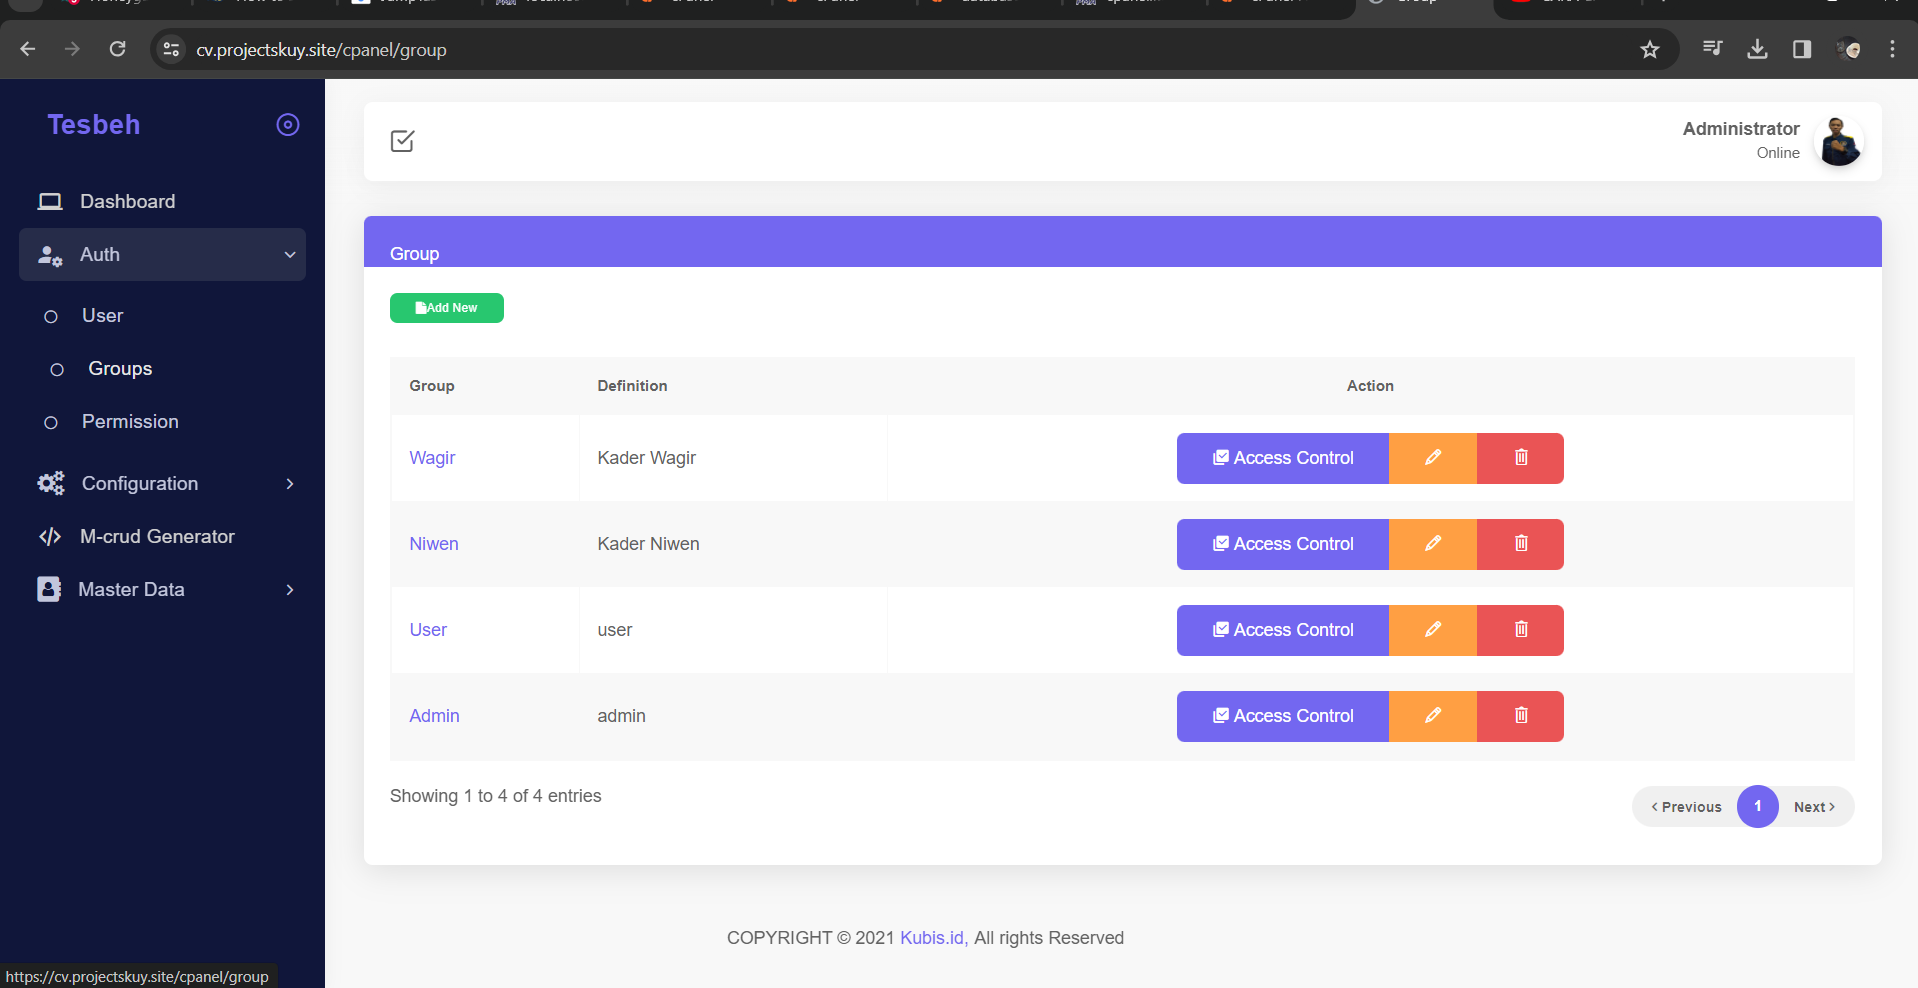 cv.projectskuy.site/cpanel/group
Tesbeh
Administrator
Online
Dashboard
Auth
User
Groups
Permission
Configuration
M-crud Generator
Master Data
Group
Add New
Group Definition Action
Wagir Kader Wagir Access Control
Niwen Kader Niwen Access Control
User user Access Control
Admin admin Access Control
Showing 1 to 4 of 4 entries
Previous 1 Next
COPYRIGHT © 2021 Kubis.id, All rights Reserved
https://cv.projectskuy.site/cpanel/group